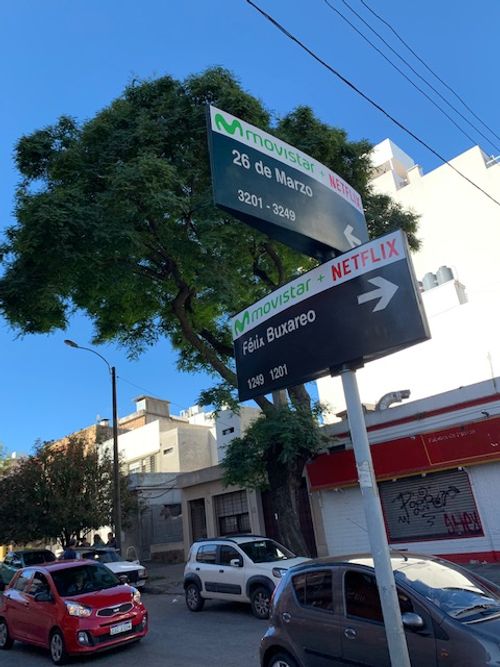 movistar + NETFLIX
26 de Marzo
3201 - 3249
movistar + NETFLIX
Félix Buxareo
1249 1201